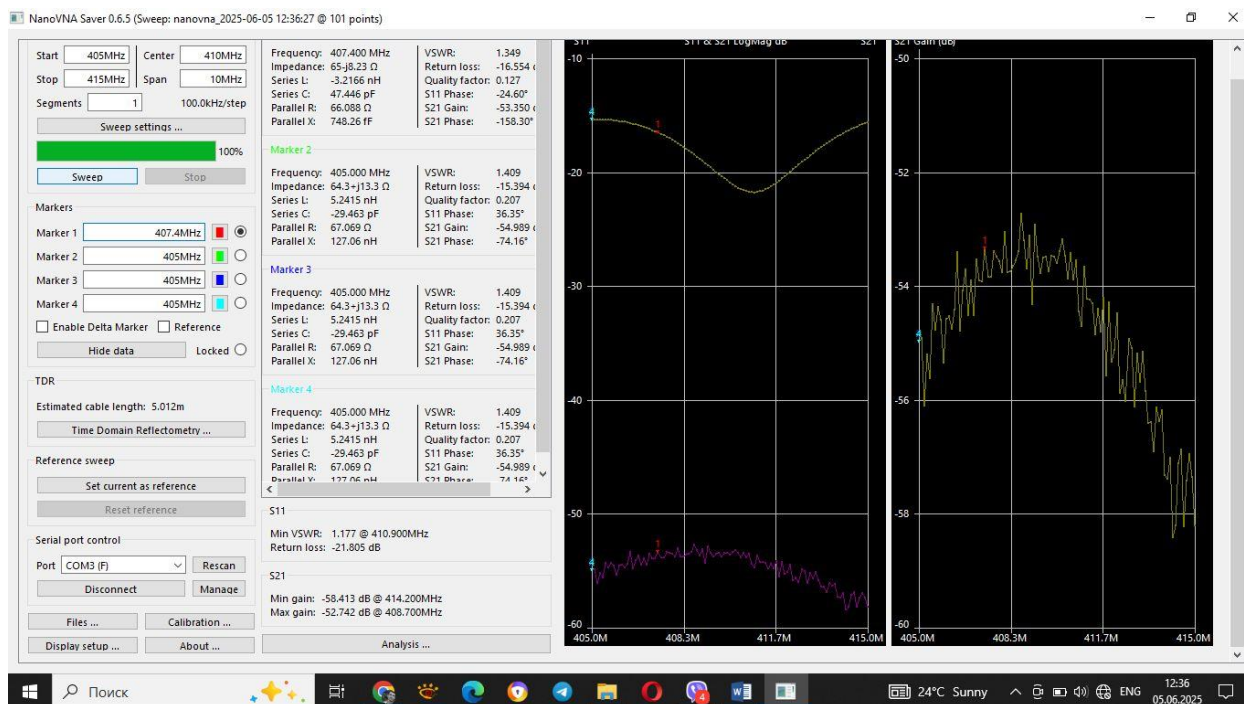 NanoVNA Saver 0.6.5 (Sweep: nanovna_2025-06-05 12:36:27 @ 101 points)
Start 405MHz Center 410MHz
Stop 415MHz Span 10MHz
Segments 1 100.0kHz/step
Sweep settings ...
100%
Sweep Stop
Markers
Marker 1 407.4MHz
Marker 2 405MHz
Marker 3 405MHz
Marker 4 405MHz
Enable Delta Marker Reference
Hide data Locked
TDR
Estimated cable length: 5.012m
Time Domain Reflectometry ...
Reference sweep
Set current as reference
Reset reference
Serial port control
Port COM3 (F) Rescan
Disconnect Manage
Files ... Calibration ...
Display setup ... About ...
Frequency: 407.400 MHz VSWR: 1.349
Impedance: 65-j8.23 Ω Return loss: -16.554
Series L: -3.2166 nH Quality factor: 0.127
Series C: 47.446 pF S11 Phase: -24.60°
Parallel R: 66.088 Ω S21 Gain: -53.350
Parallel X: 748.26 fF S21 Phase: -158.30°
Marker 2
Frequency: 405.000 MHz VSWR: 1.409
Impedance: 64.3+j13.3 Ω Return loss: -15.394
Series L: 5.2415 nH Quality factor: 0.207
Series C: -29.463 pF S11 Phase: 36.35°
Parallel R: 67.069 Ω S21 Gain: -54.989
Parallel X: 127.06 nH S21 Phase: -74.16°
Marker 3
Frequency: 405.000 MHz VSWR: 1.409
Impedance: 64.3+j13.3 Ω Return loss: -15.394
Series L: 5.2415 nH Quality factor: 0.207
Series C: -29.463 pF S11 Phase: 36.35°
Parallel R: 67.069 Ω S21 Gain: -54.989
Parallel X: 127.06 nH S21 Phase: -74.16°
Marker 4
Frequency: 405.000 MHz VSWR: 1.409
Impedance: 64.3+j13.3 Ω Return loss: -15.394
Series L: 5.2415 nH Quality factor: 0.207
Series C: -29.463 pF S11 Phase: 36.35°
Parallel R: 67.069 Ω S21 Gain: -54.989
Parallel X: 127.06 nH S21 Phase: -74.16°
S11
Min VSWR: 1.177 @ 410.900MHz
Return loss: -21.805 dB
S21
Min gain: -58.413 dB @ 414.200MHz
Max gain: -52.742 dB @ 408.700MHz
Analysis ...
S11 S11 & S21 LogMag dB S21
-10
-20
-30
-40
-50
-60
4 1
4 1
405.0M 408.3M 411.7M 415.0M
S21 Gain (dB)
-50
-52
-54
-56
-58
-60
4 1
405.0M 408.3M 411.7M 415.0M
Поиск
4
24°C Sunny
ENG
12:36
05.06.2025